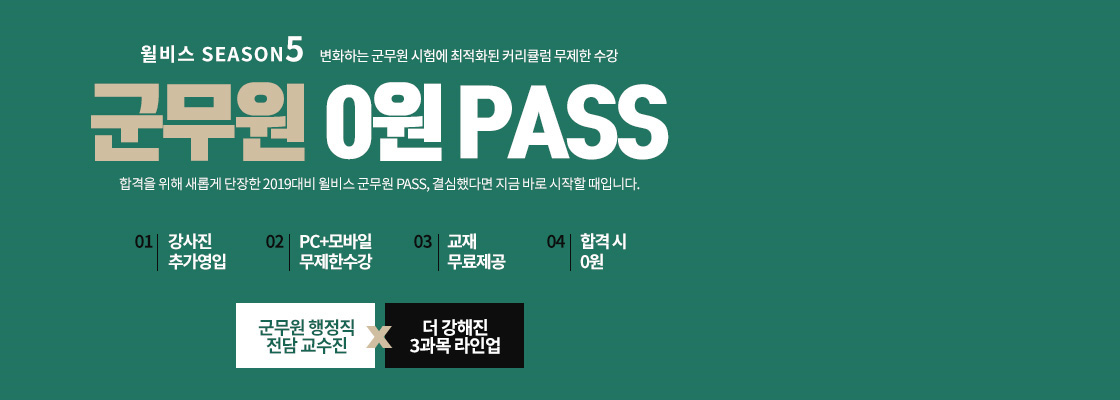 윌비스 SEASON5 변화하는 군무원 시험에 최적화된 커리큘럼 무제한 수강
군무원 0원 PASS
합격을 위해 새롭게 단장한 2019대비 윌비스 군무원 PASS, 결심했다면 지금 바로 시작할 때입니다.
01 강사진
추가영입
02 PC+모바일
무제한수강
03 교재
무료제공
04 합격 시
0원
군무원 행정직
전담 교수진
X
더 강해진
3과목 라인업